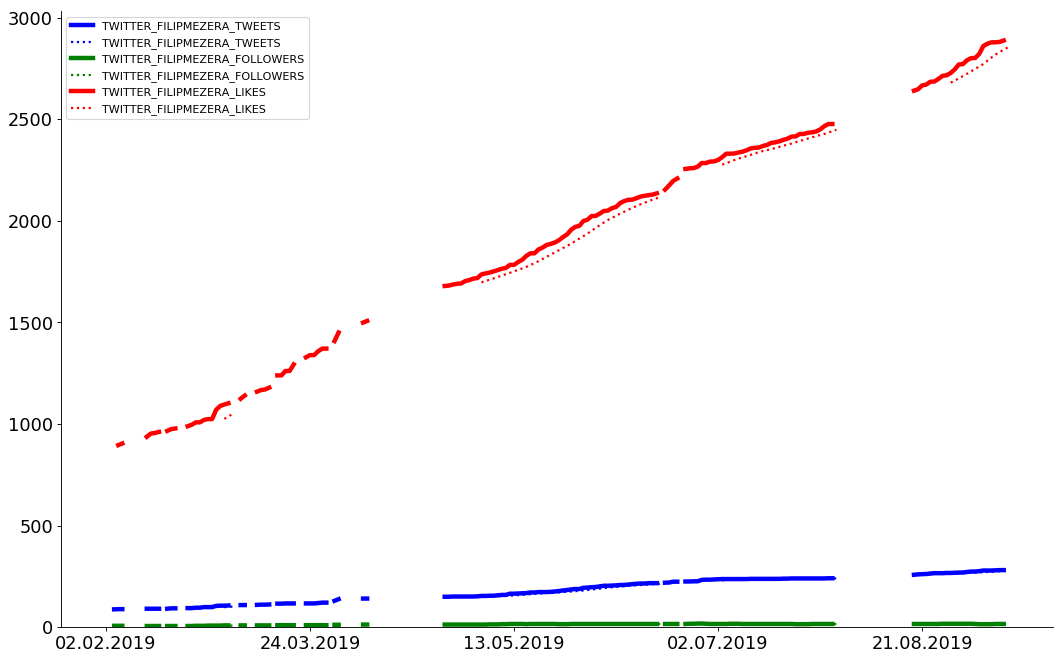 3000
TWITTER_FILIPMEZERA_TWEETS
TWITTER_FILIPMEZERA_TWEETS
TWITTER_FILIPMEZERA_FOLLOWERS
TWITTER_FILIPMEZERA_FOLLOWERS
TWITTER_FILIPMEZERA_LIKES
TWITTER_FILIPMEZERA_LIKES
2500
2000
1500
1000
500
0
02.02.2019 24.03.2019 13.05.2019 02.07.2019 21.08.2019